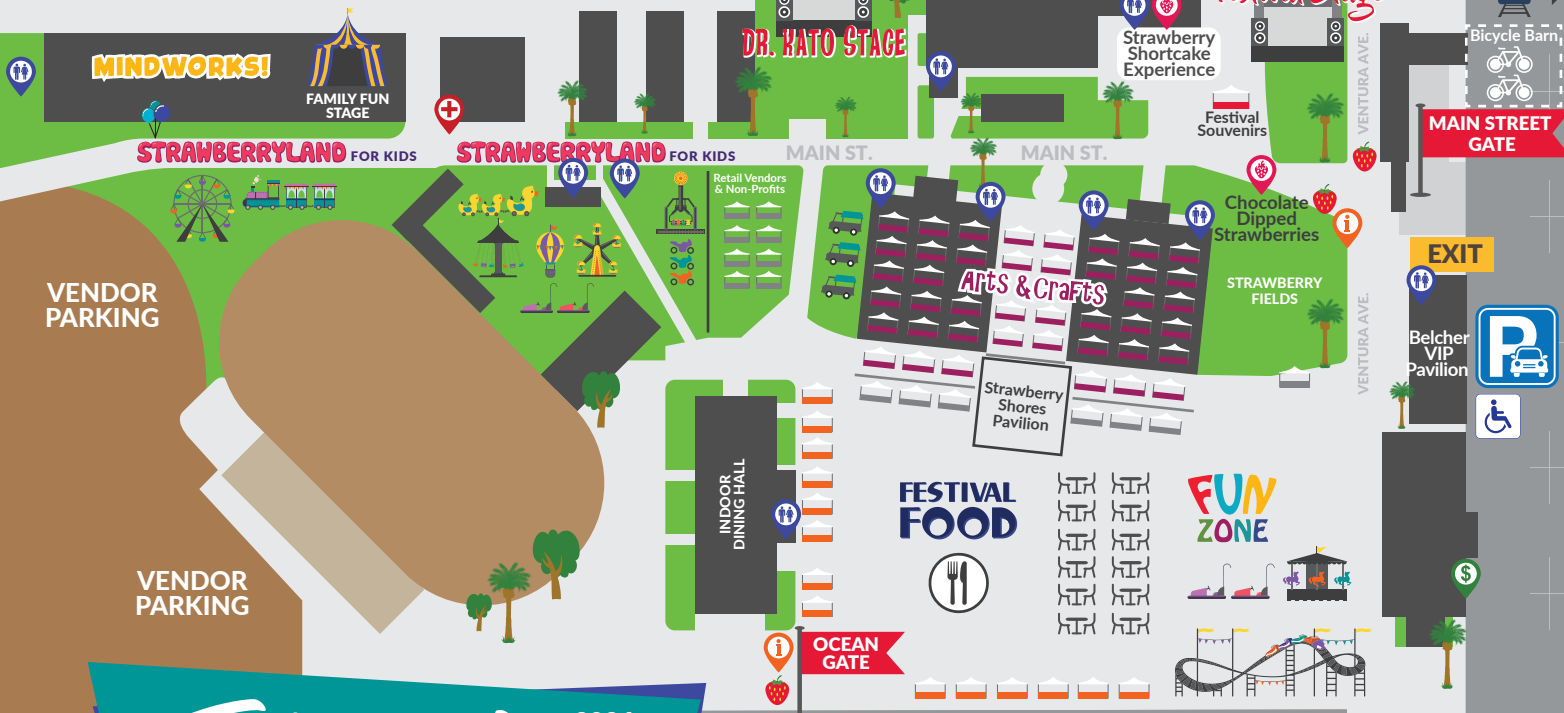 MINDWORKS!
FAMILY FUN
STAGE
DR. KATO STAGE
Strawberry
Shortcake
Experience
Festival
Souvenirs
VENTURA AVE.
Bicycle Barn
MAIN STREET
GATE
STRAWBERRYLAND FOR KIDS
STRAWBERRYLAND FOR KIDS
MAIN ST.
MAIN ST.
Retail Vendors
& Non-Profits
Chocolate
Dipped
Strawberries
i
EXIT
Arts & Crafts
STRAWBERRY
FIELDS
VENTURA AVE.
VENDOR
PARKING
Belcher
VIP
Pavilion
P
Strawberry
Shores
Pavilion
INDOOR
DINING HALL
FESTIVAL
FOOD
FUN
ZONE
$
VENDOR
PARKING
i
OCEAN
GATE